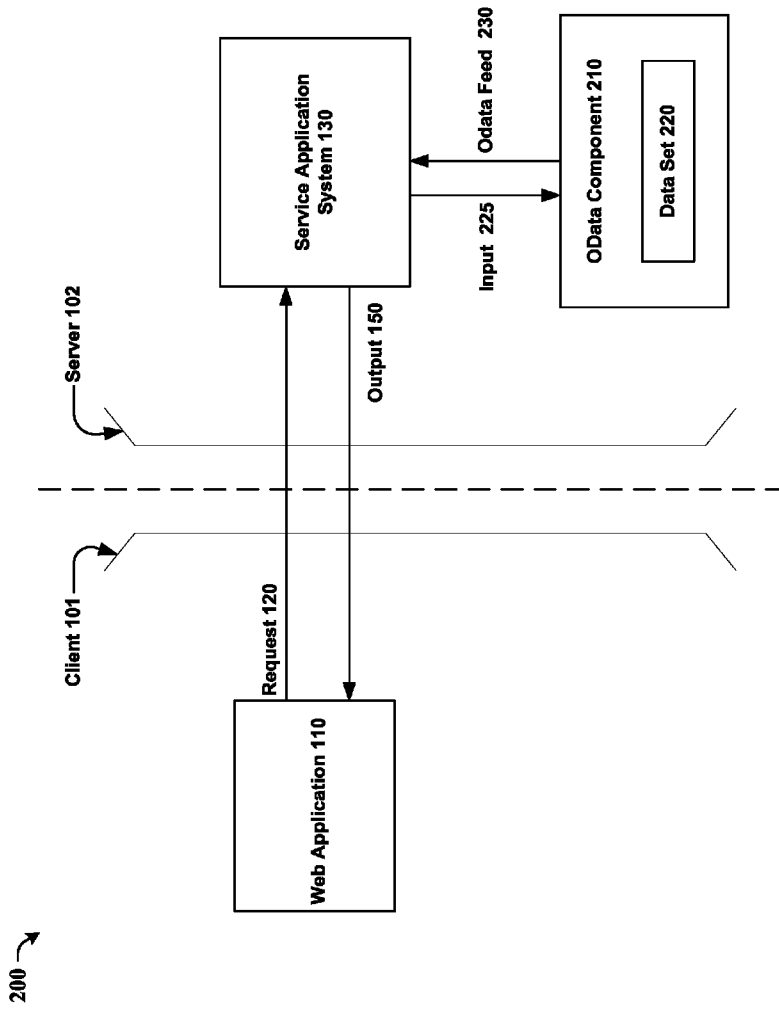 200
Client 101
Server 102
Web Application 110
Request 120
Output 150
Service Application
System 130
Input 225
Odata Feed 230
OData Component 210
Data Set 220